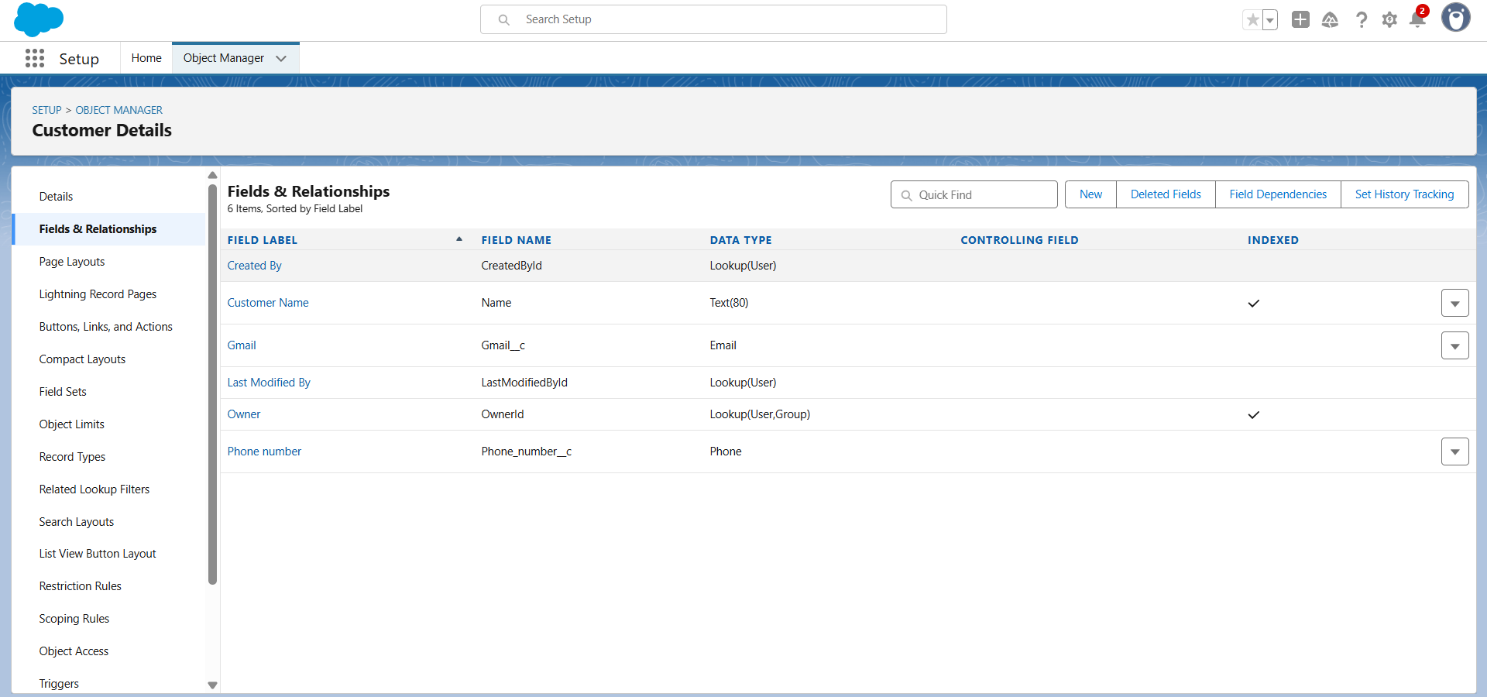 Search Setup
2
Setup
Home
Object Manager
SETUP > OBJECT MANAGER
Customer Details
Details
Fields & Relationships
Page Layouts
Lightning Record Pages
Buttons, Links, and Actions
Compact Layouts
Field Sets
Object Limits
Record Types
Related Lookup Filters
Search Layouts
List View Button Layout
Restriction Rules
Scoping Rules
Object Access
Triggers
Fields & Relationships
6 Items, Sorted by Field Label
Quick Find
New
Deleted Fields
Field Dependencies
Set History Tracking
FIELD LABEL FIELD NAME DATA TYPE CONTROLLING FIELD INDEXED
Created By CreatedById Lookup(User)
Customer Name Name Text(80)
Gmail Gmail__c Email
Last Modified By LastModifiedById Lookup(User)
Owner OwnerId Lookup(User,Group)
Phone number Phone_number__c Phone